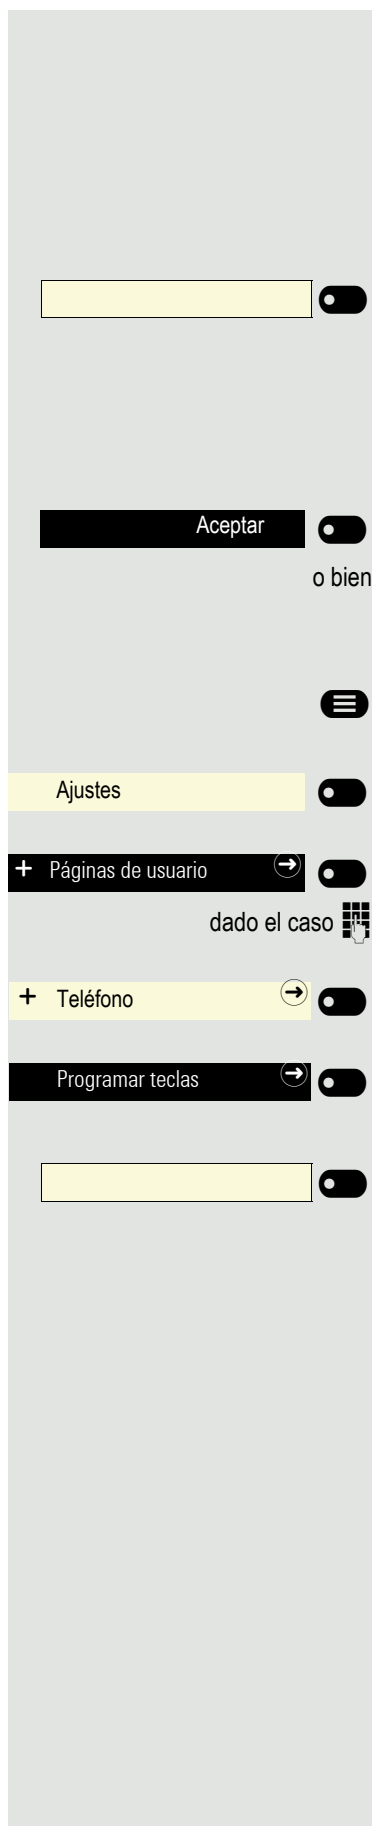 Aceptar
o bien
Ajustes
+ Páginas de usuario
dado el caso
+ Teléfono
Programar teclas